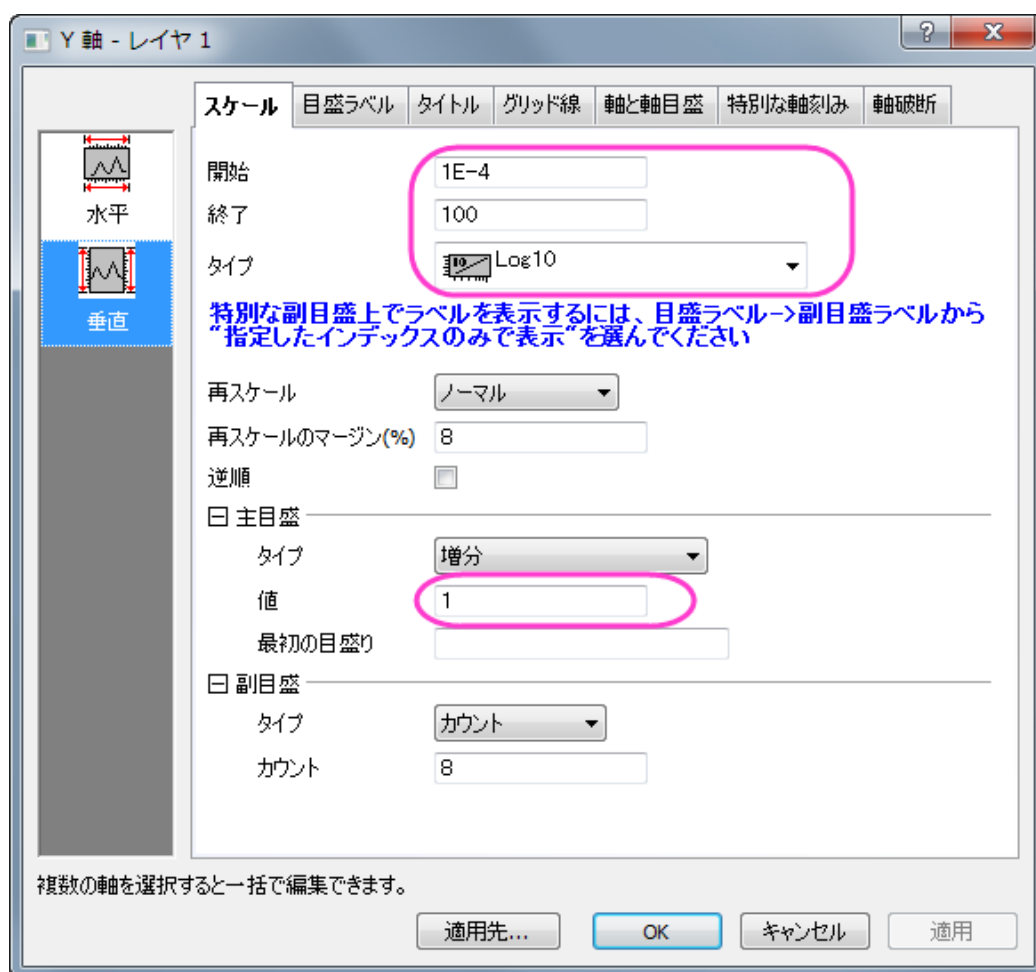 Y 軸 - レイヤ 1
スケール 目盛ラベル タイトル グリッド線 軸と軸目盛 特別な軸刻み 軸破断
水平
垂直
開始 1E-4
終了 100
タイプ Log10
特別な副目盛上でラベルを表示するには、目盛ラベル->副目盛ラベルから
“指定したインデックスのみで表示”を選んでください
再スケール ノーマル
再スケールのマージン(%) 8
逆順
主目盛
タイプ 増分
値 1
最初の目盛り
副目盛
タイプ カウント
カウント 8
複数の軸を選択すると一括で編集できます。
適用先... OK キャンセル 適用